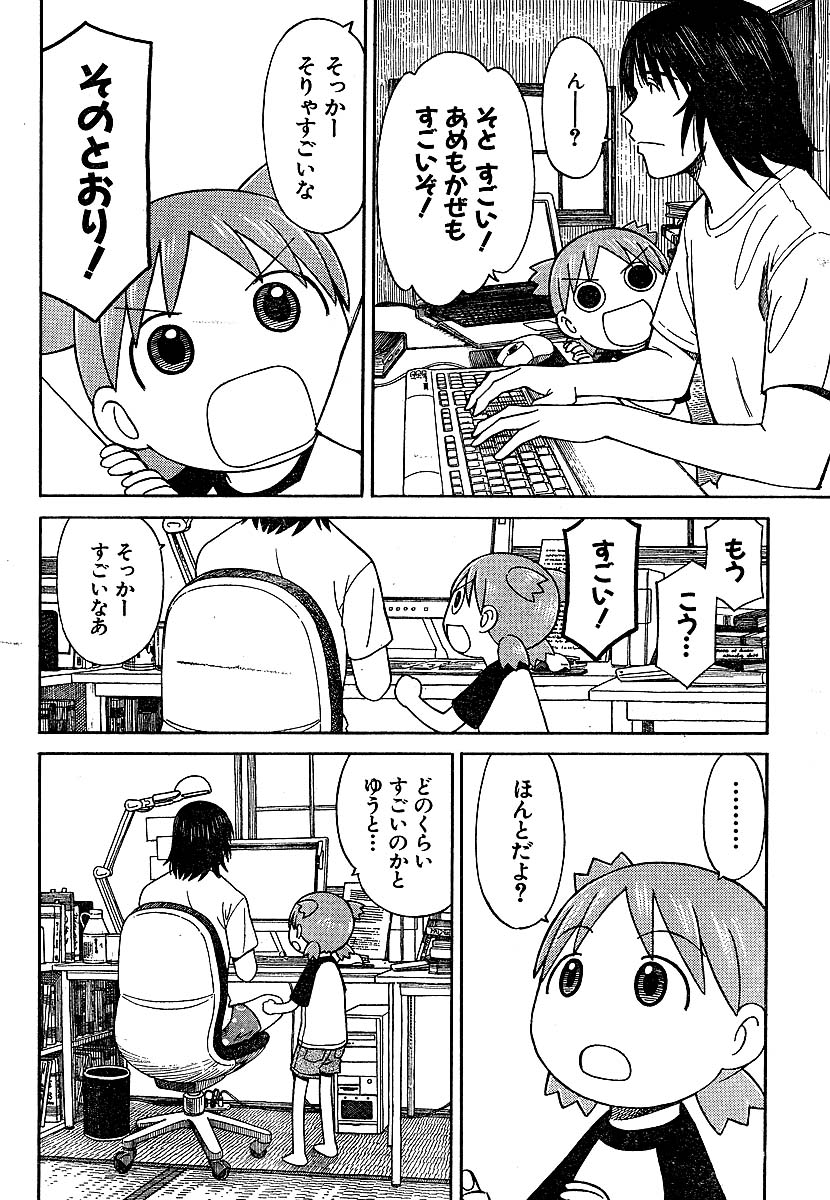 んー?
そと すごい!
あめもかぜも
すごいぞ!
そっかー
そりゃすごいな
そのとおり!
もう
こう…
すごい!
そっかー
すごいなあ
………
ほんとだよ?
どのくらい
すごいのかと
ゆうと…